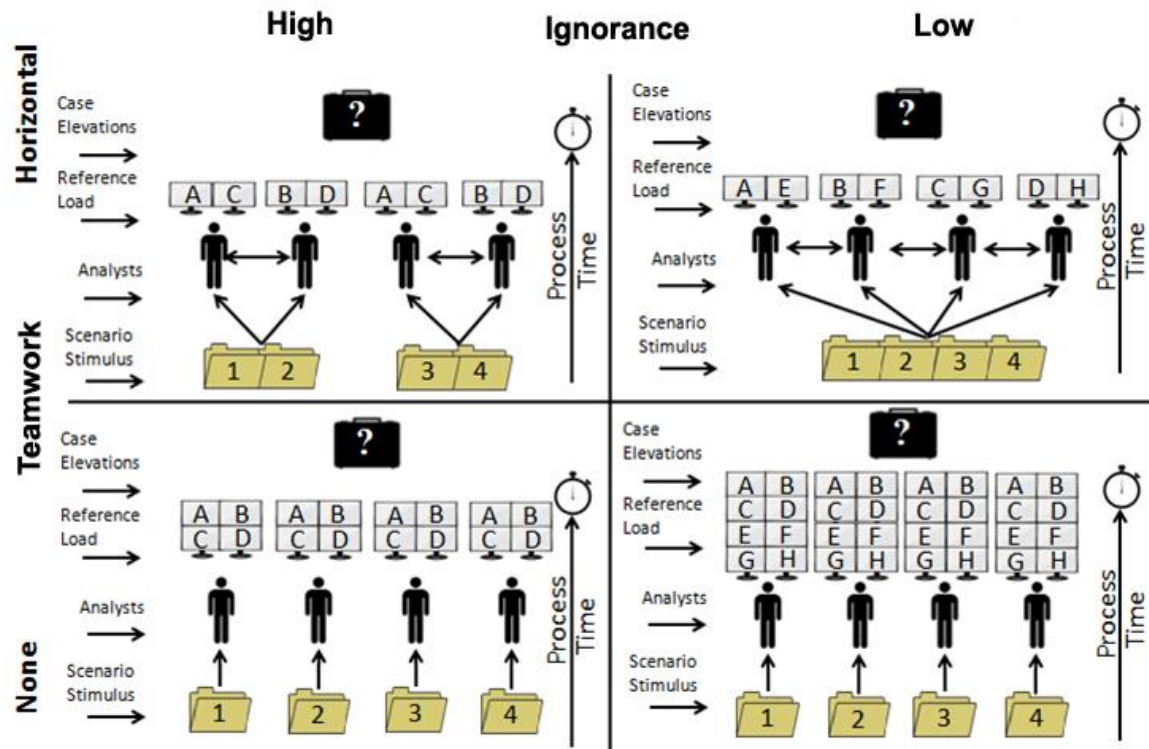 High Ignorance Low
Horizontal
Teamwork
None
Case
Elevations
?
Reference
Load
A C B D A C B D
Analysts
Scenario
Stimulus
1 2 3 4
Process
Time
Case
Elevations
?
Reference
Load
A E B F C G D H
Analysts
Scenario
Stimulus
1 2 3 4
Process
Time
Case
Elevations
?
Reference
Load
A B A B A B A B
C D C D C D C D
Analysts
Scenario
Stimulus
1 2 3 4
Process
Time
Case
Elevations
?
Reference
Load
A B A B A B A B
C D C D C D C D
E F E F E F E F
G H G H G H G H
Analysts
Scenario
Stimulus
1 2 3 4
Process
Time